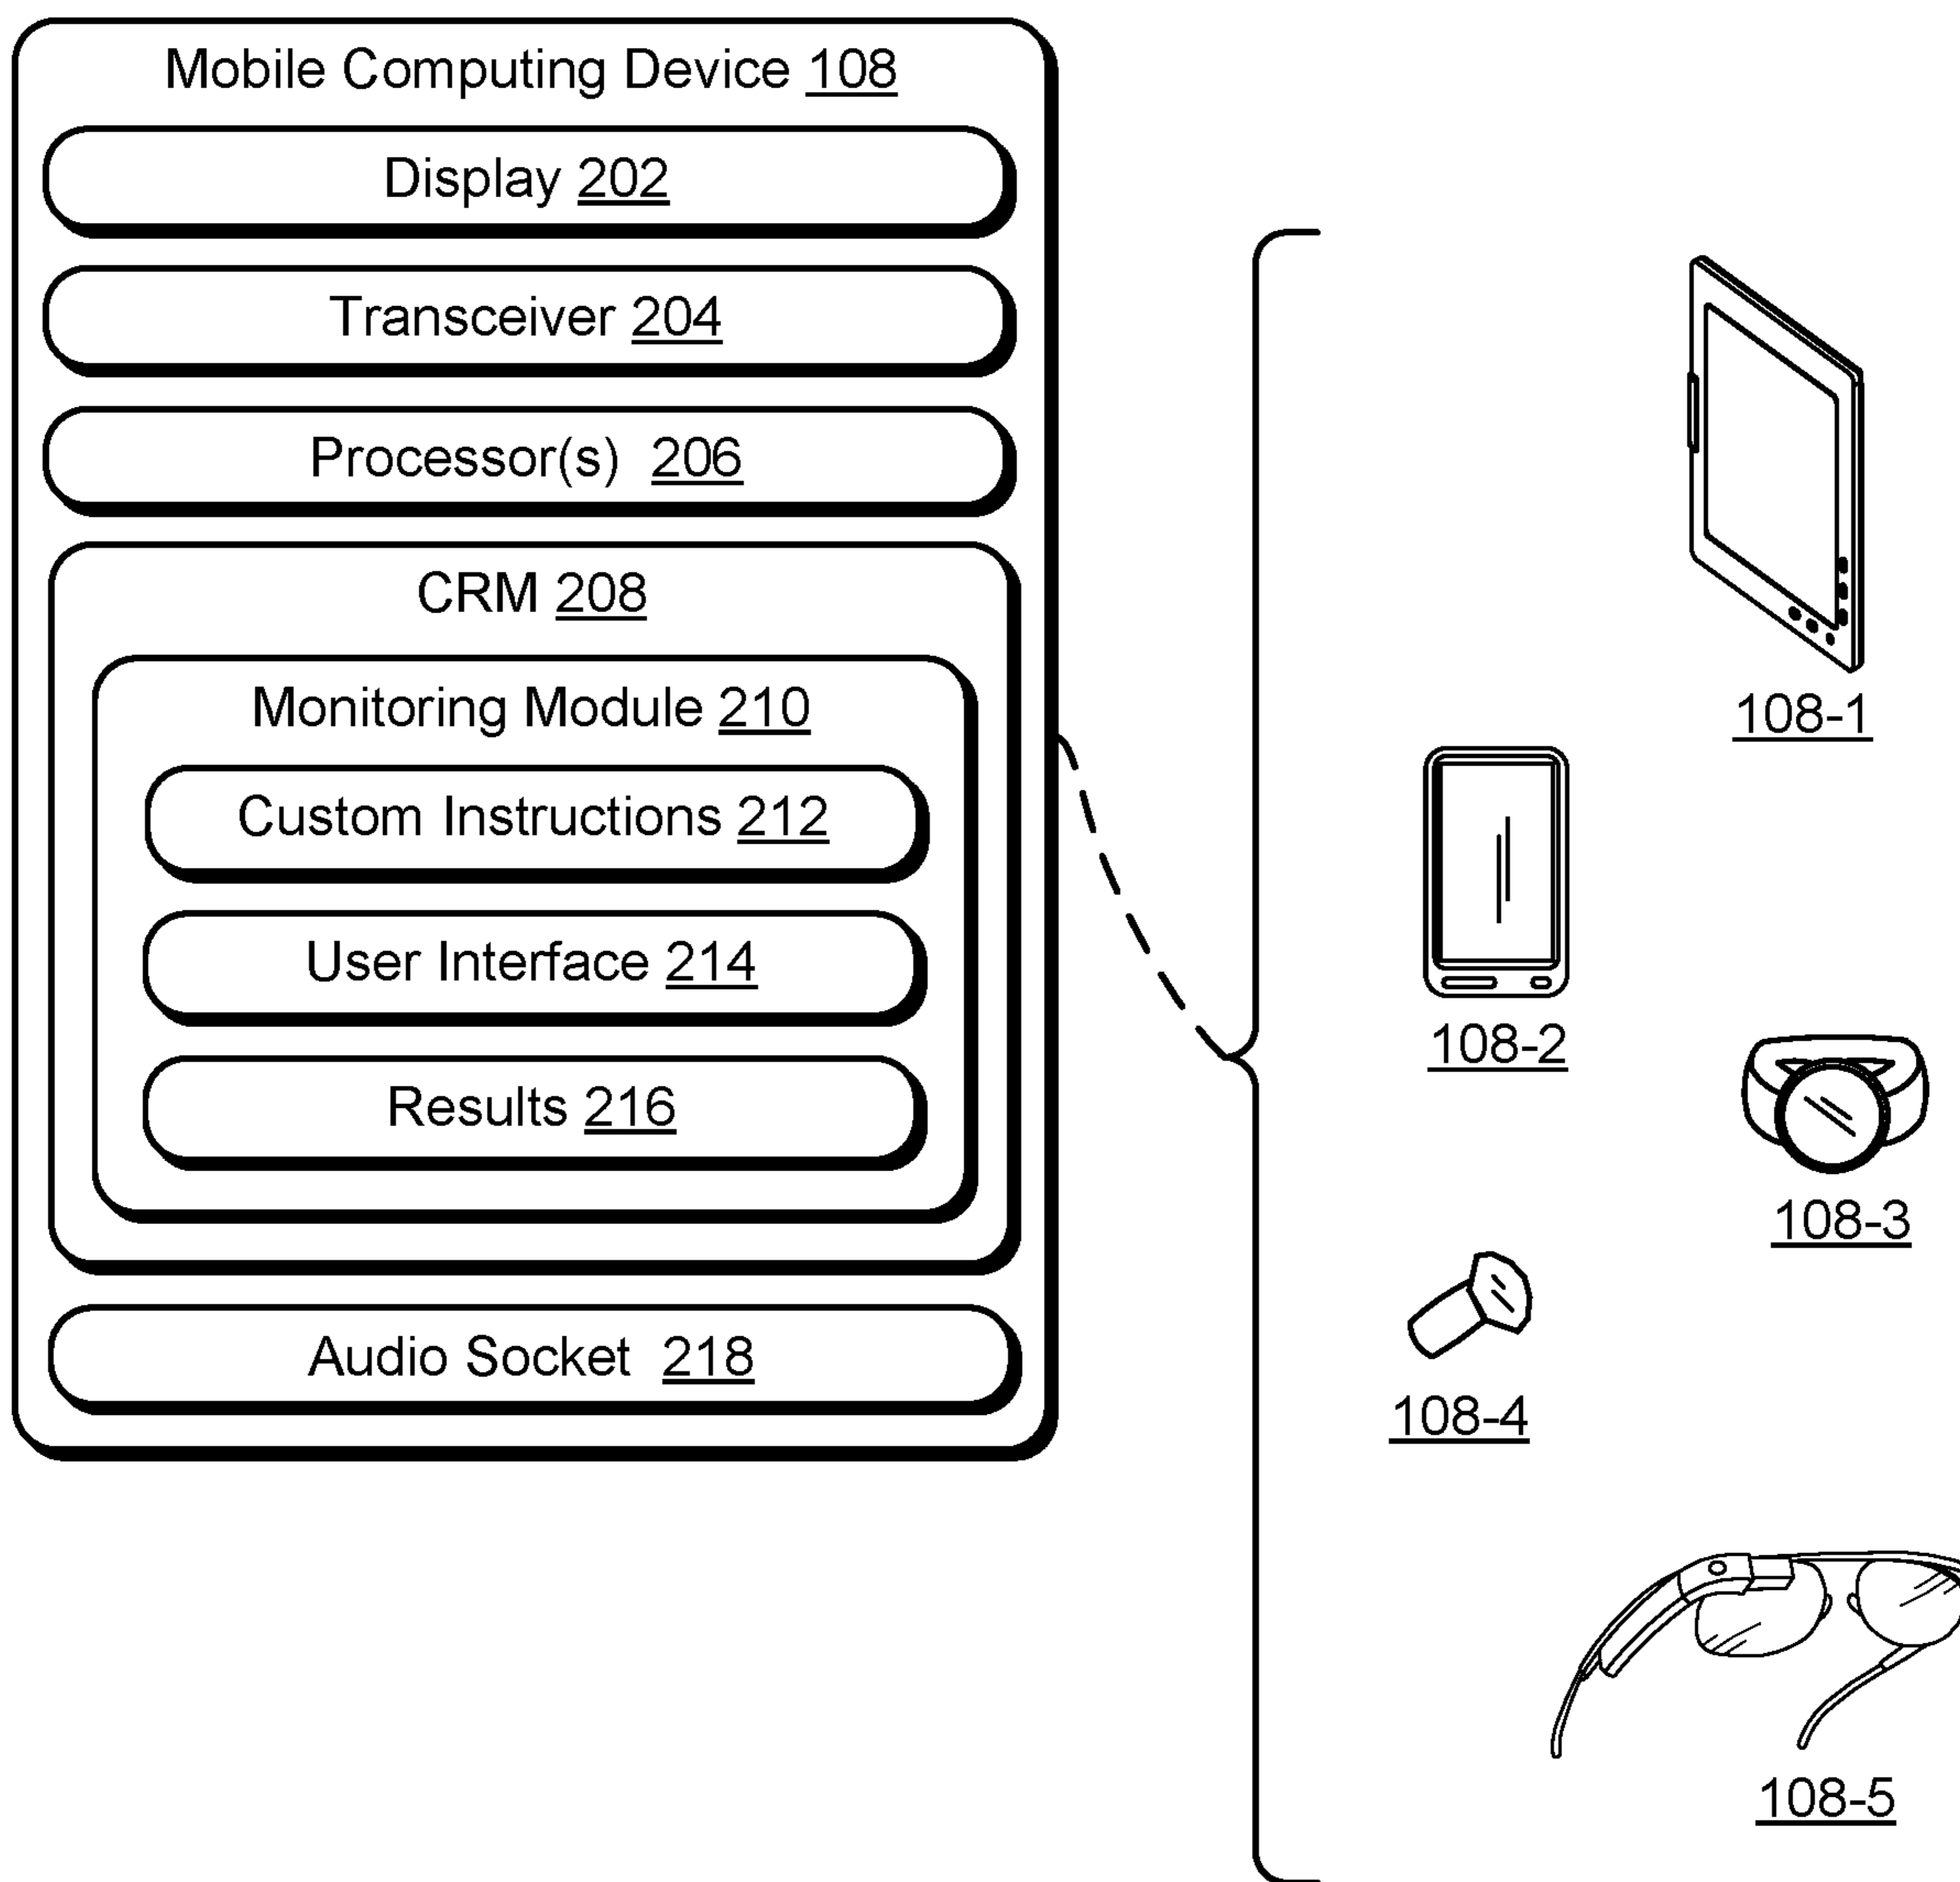 Mobile Computing Device 108
Display 202
Transceiver 204
Processor(s) 206
CRM 208
Monitoring Module 210
Custom Instructions 212
User Interface 214
Results 216
Audio Socket 218
108-1
108-2
108-3
108-4
108-5